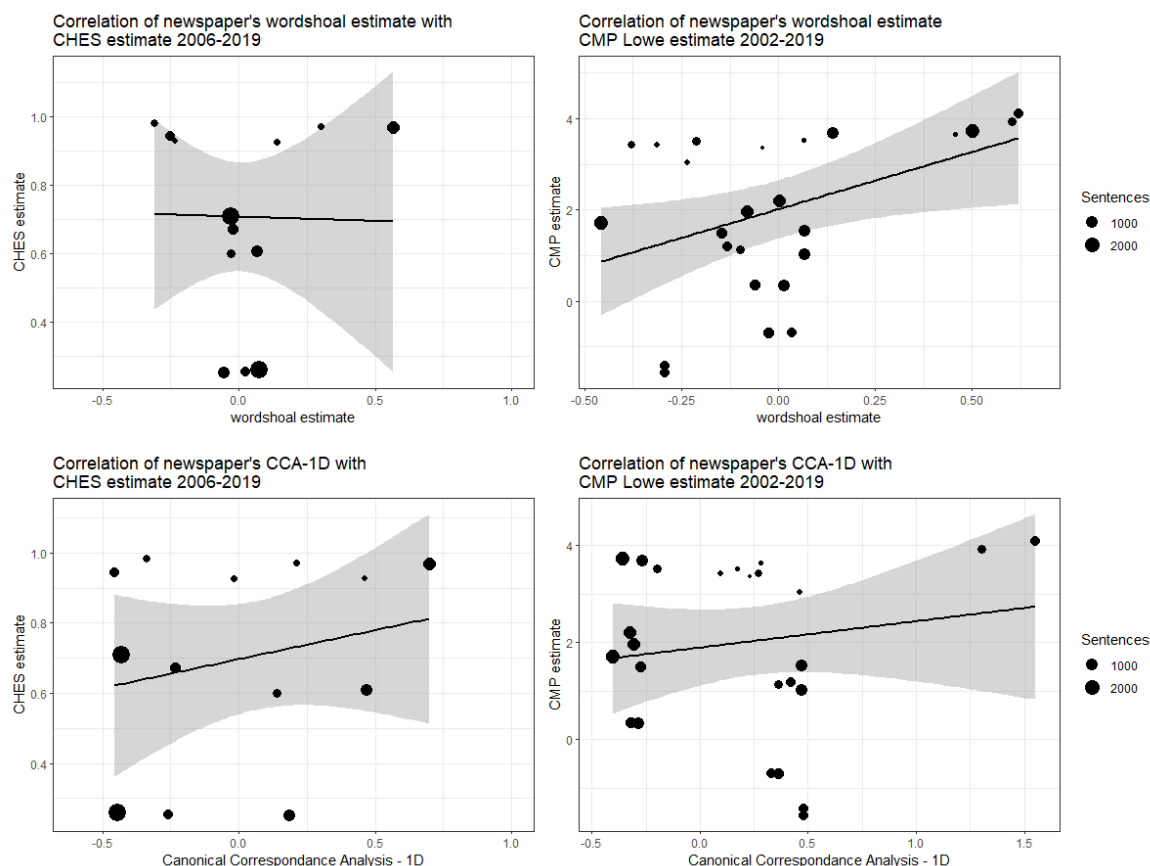 Correlation of newspaper's wordshoal estimate with
CHES estimate 2006-2019
CHES estimate
1.0
0.8
0.6
0.4
-0.5
0.0
0.5
1.0
wordshoal estimate
Correlation of newspaper's wordshoal estimate
CMP Lowe estimate 2002-2019
CMP estimate
4
2
0
-0.50
-0.25
0.00
0.25
0.50
wordshoal estimate
Sentences
1000
2000
Correlation of newspaper's CCA-1D with
CHES estimate 2006-2019
CHES estimate
1.0
0.8
0.6
0.4
-0.5
0.0
0.5
1.0
Canonical Correspondance Analysis - 1D
Correlation of newspaper's CCA-1D with
CMP Lowe estimate 2002-2019
CMP estimate
4
2
0
-0.5
0.0
0.5
1.0
1.5
Canonical Correspondance Analysis - 1D
Sentences
1000
2000